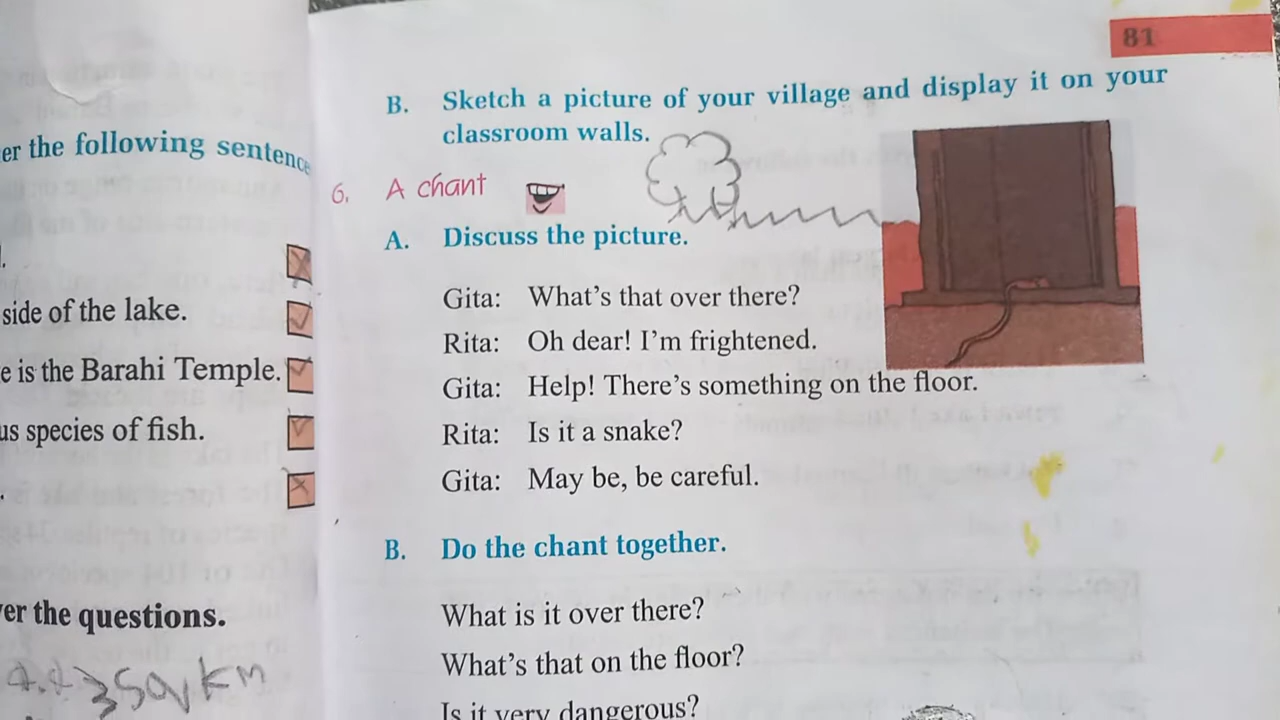 er the following sentence
side of the lake.
e is the Barahi Temple.
us species of fish.
er the questions.
km
81
B. Sketch a picture of your village and display it on your
classroom walls.
6. A chant
A. Discuss the picture.
Gita: What's that over there?
Rita: Oh dear! I'm frightened.
Gita: Help! There's something on the floor.
Rita: Is it a snake?
Gita: May be, be careful.
B. Do the chant together.
What is it over there?
What's that on the floor?
Is it very dangerous?